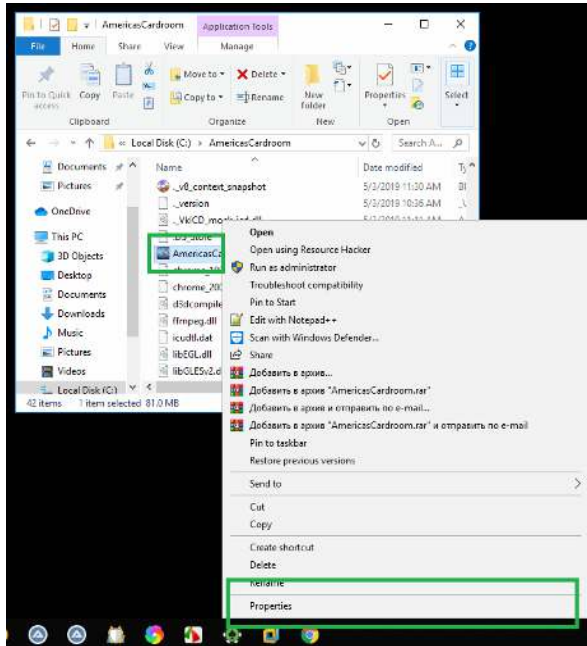 AmericasCardroom
Application Tools
File
Home
Share
View
Manage
Pin to Quick access
Copy
Paste
Move to
Copy to
Delete
Rename
New folder
Properties
Select
Clipboard
Organize
New
Open
« Local Disk (C:) > AmericasCardroom
Search A...
Documents
Pictures
OneDrive
This PC
3D Objects
Desktop
Documents
Downloads
Music
Pictures
Videos
Local Disk (C:)
Name
Date modified
._v8_context_snapshot
5/3/2019 11:30 AM
._version
5/3/2019 10:36 AM
.DS_Store
AmericasCa
d3dcompile
ffmpeg.dll
icudtl.dat
libEGL.dll
libGLESv2.d
42 items
1 item selected 81.0 MB
Open
Open using Resource Hacker
Run as administrator
Troubleshoot compatibility
Pin to Start
Edit with Notepad++
Scan with Windows Defender...
Share
Добавить в архив...
Добавить в архив "AmericasCardroom.rar"
Добавить в архив и отправить по e-mail...
Добавить в архив "AmericasCardroom.rar" и отправить по e-mail
Pin to taskbar
Restore previous versions
Send to
Cut
Copy
Create shortcut
Delete
Rename
Properties